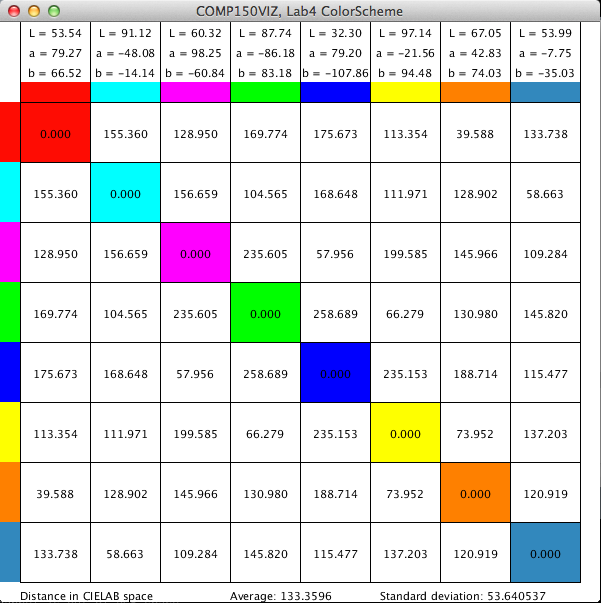 COMP150VIZ, Lab4 ColorScheme
L = 53.54 L = 91.12 L = 60.32 L = 87.74 L = 32.30 L = 97.14 L = 67.05 L = 53.99
a = 79.27 a = -48.08 a = 98.25 a = -86.18 a = 79.20 a = -21.56 a = 42.83 a = -7.75
b = 66.52 b = -14.14 b = -60.84 b = 83.18 b = -107.86 b = 94.48 b = 74.03 b = -35.03
0.000 155.360 128.950 169.774 175.673 113.354 39.588 133.738
155.360 0.000 156.659 104.565 168.648 111.971 128.902 58.663
128.950 156.659 0.000 235.605 57.956 199.585 145.966 109.284
169.774 104.565 235.605 0.000 258.689 66.279 130.980 145.820
175.673 168.648 57.956 258.689 0.000 235.153 188.714 115.477
113.354 111.971 199.585 66.279 235.153 0.000 73.952 137.203
39.588 128.902 145.966 130.980 188.714 73.952 0.000 120.919
133.738 58.663 109.284 145.820 115.477 137.203 120.919 0.000
Distance in CIELAB space Average: 133.3596 Standard deviation: 53.640537